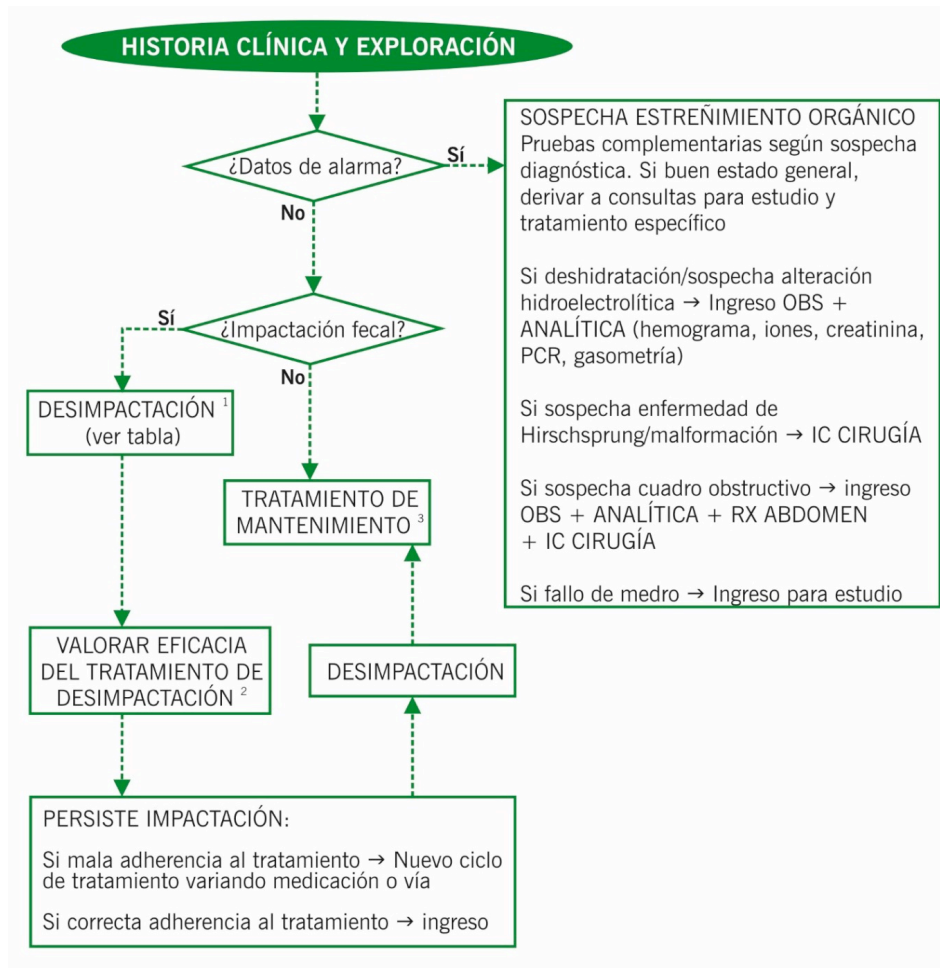 HISTORIA CLÍNICA Y EXPLORACIÓN
¿Datos de alarma?
Sí
No
SOSPECHA ESTREÑIMIENTO ORGÁNICO
Pruebas complementarias según sospecha
diagnóstica. Si buen estado general,
derivar a consultas para estudio y
tratamiento específico
Si deshidratación/sospecha alteración
hidroelectrolítica → Ingreso OBS +
ANALÍTICA (hemograma, iones, creatinina,
PCR, gasometría)
Si sospecha enfermedad de
Hirschsprung/malformación → IC CIRUGÍA
Si sospecha cuadro obstructivo → ingreso
OBS + ANALÍTICA + RX ABDOMEN
+ IC CIRUGÍA
Si fallo de medro → Ingreso para estudio
¿Impactación fecal?
Sí
No
DESIMPACTACIÓN 1
(ver tabla)
TRATAMIENTO DE
MANTENIMIENTO 3
VALORAR EFICACIA
DEL TRATAMIENTO DE
DESIMPACTACIÓN 2
DESIMPACTACIÓN
PERSISTE IMPACTACIÓN:
Si mala adherencia al tratamiento → Nuevo ciclo
de tratamiento variando medicación o vía
Si correcta adherencia al tratamiento → ingreso